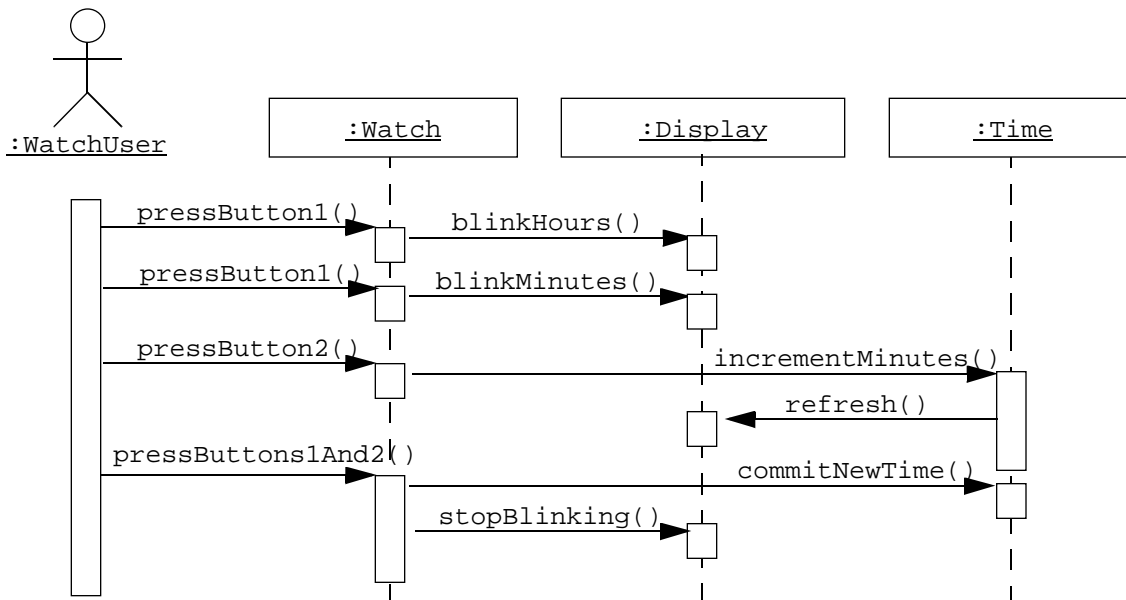 :WatchUser
:Watch
:Display
:Time
pressButton1()
blinkHours()
pressButton1()
blinkMinutes()
pressButton2()
incrementMinutes()
refresh()
pressButtons1And2()
commitNewTime()
stopBlinking()